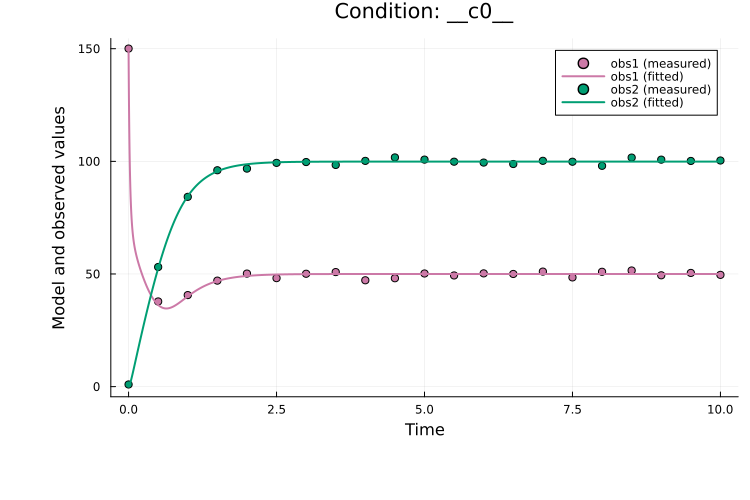 Condition: __c0__
Model and observed values
150
100
50
0
obs1 (measured)
obs1 (fitted)
obs2 (measured)
obs2 (fitted)
0.0 2.5 5.0 7.5 10.0
Time